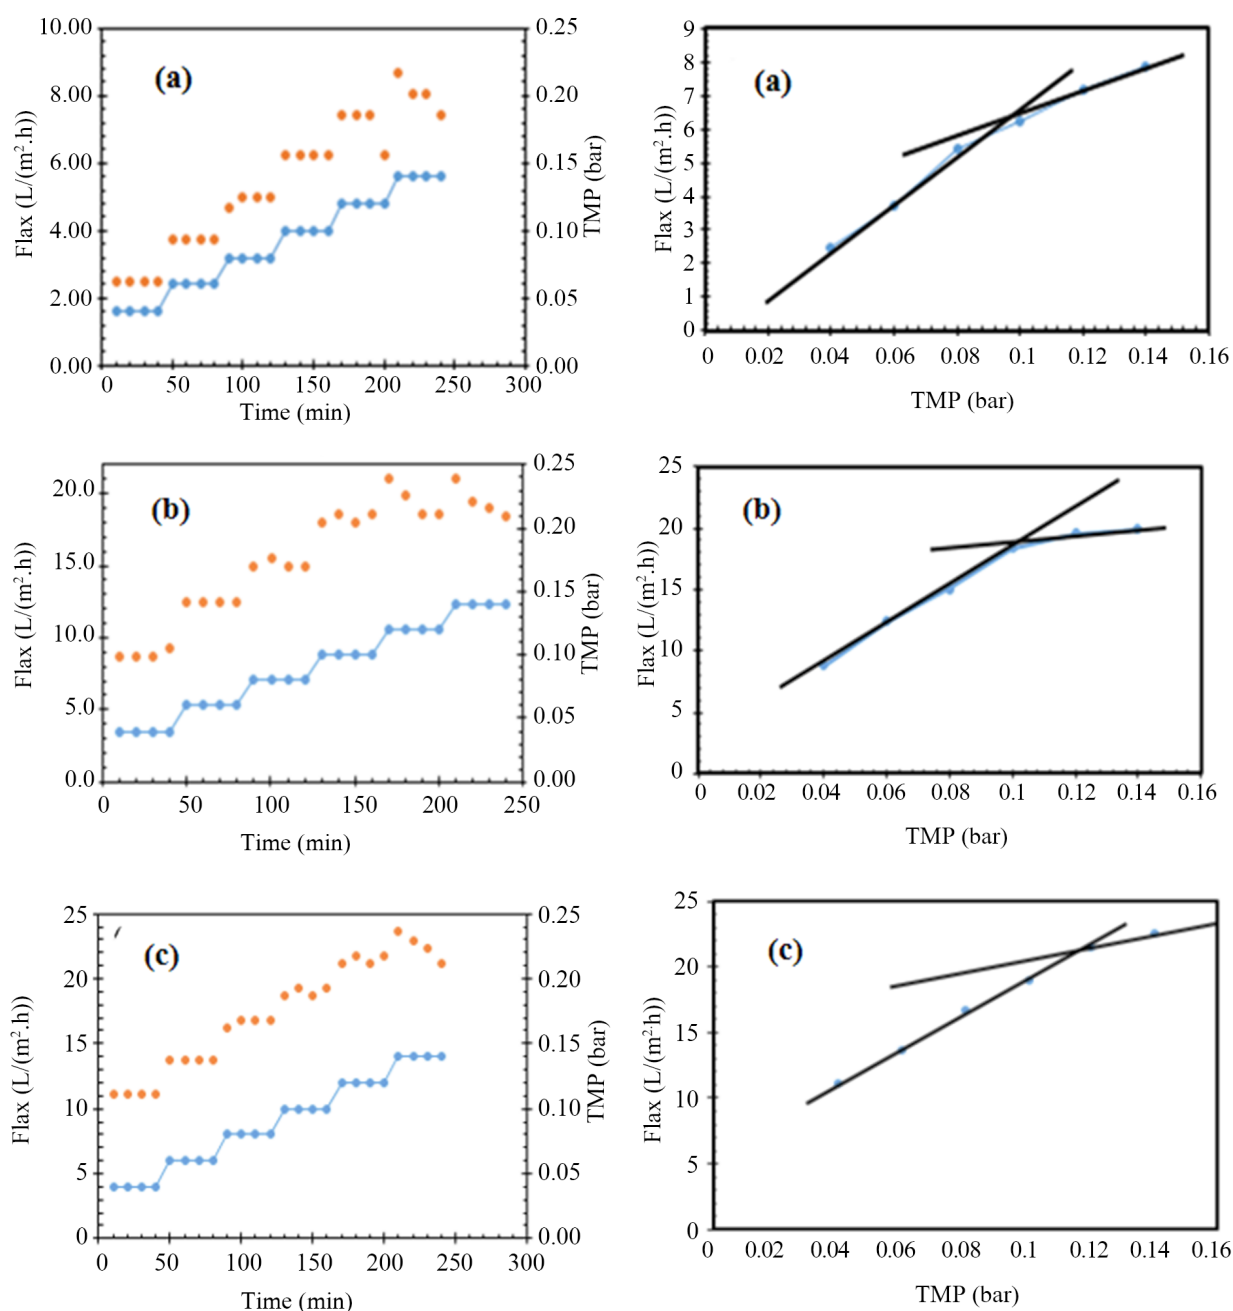 (a)
Flax (L/(m².h))
10.00
8.00
6.00
4.00
2.00
0.00
0.25
0.20
0.15
0.10
0.05
0.00
TMP (bar)
0 50 100 150 200 250 300
Time (min)
(a)
Flax (L/(m².h))
9
8
7
6
5
4
3
2
1
0
0 0.02 0.04 0.06 0.08 0.1 0.12 0.14 0.16
TMP (bar)
(b)
Flax (L/(m².h))
20.0
15.0
10.0
5.0
0.0
0.25
0.20
0.15
0.10
0.05
0.00
TMP (bar)
0 50 100 150 200 240 250
Time (min)
(b)
Flax (L/(m².h))
25
20
15
10
5
0
0 0.02 0.04 0.06 0.08 0.1 0.12 0.14 0.16
TMP (bar)
(c)
Flax (L/(m².h))
25
20
15
10
5
0
0.25
0.20
0.15
0.10
0.05
0.00
TMP (bar)
0 50 100 150 200 250 300
Time (min)
(c)
Flax (L/(m².h))
25
20
15
10
5
0
0 0.02 0.04 0.06 0.08 0.1 0.12 0.14 0.16
TMP (bar)